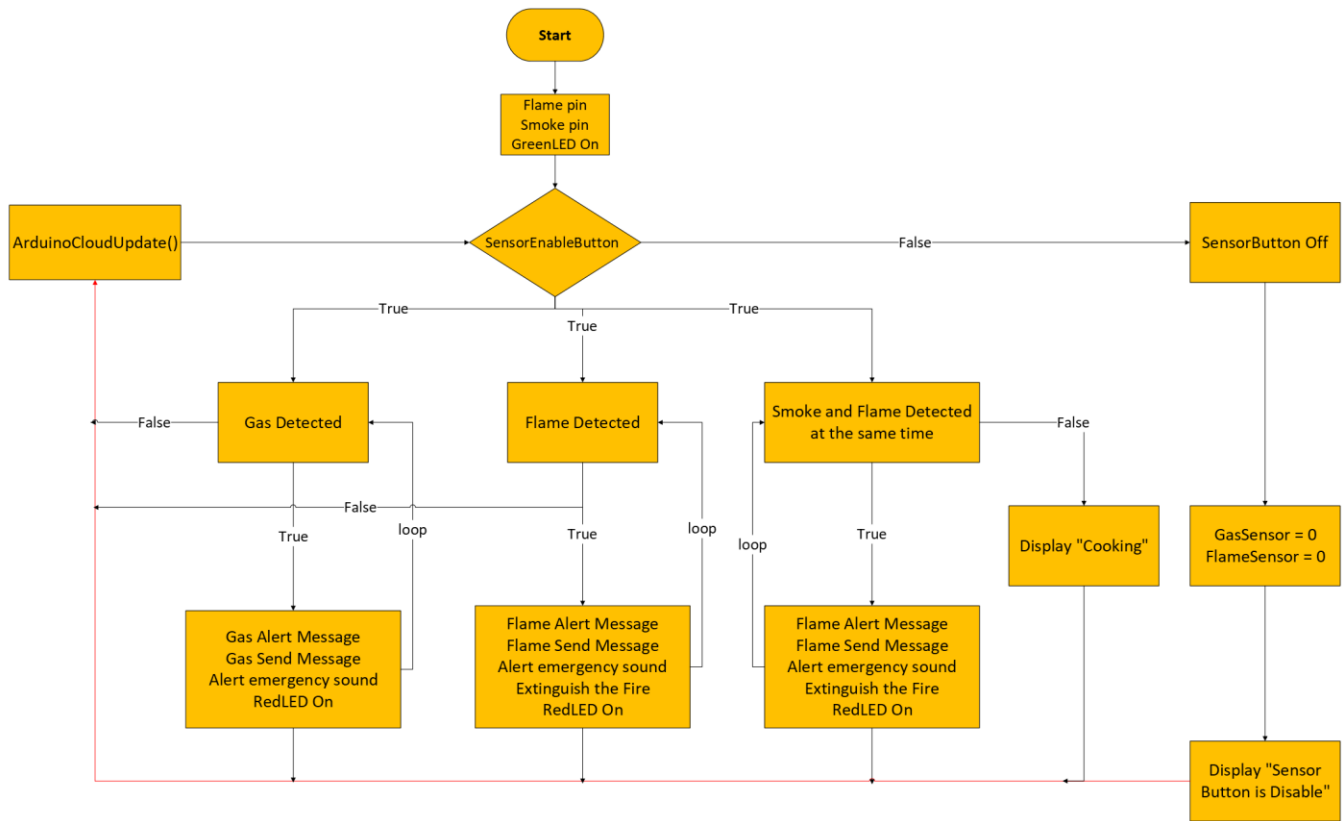 Start
Flame pin
Smoke pin
GreenLED On
ArduinoCloudUpdate()
SensorEnableButton
False
SensorButton Off
True
True
True
Gas Detected
Flame Detected
Smoke and Flame Detected
at the same time
False
False
False
True
loop
True
loop
loop
True
Display "Cooking"
GasSensor = 0
FlameSensor = 0
Gas Alert Message
Gas Send Message
Alert emergency sound
RedLED On
Flame Alert Message
Flame Send Message
Alert emergency sound
Extinguish the Fire
RedLED On
Flame Alert Message
Flame Send Message
Alert emergency sound
Extinguish the Fire
RedLED On
Display "Sensor
Button is Disable"